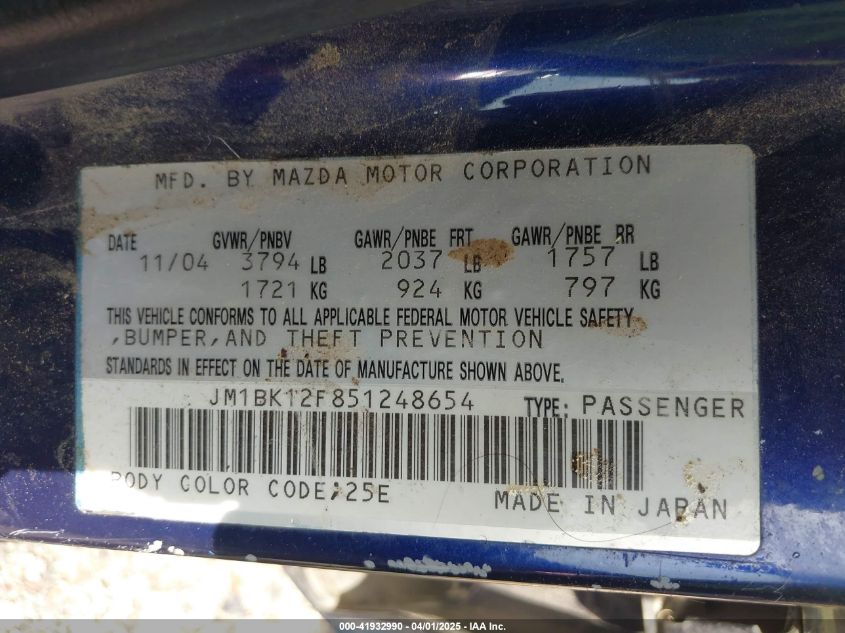 MFD. BY MAZDA MOTOR CORPORATION
DATE GVWR/PNBV GAWR/PNBE FRT GAWR/PNBE RR
11/04 3794 LB 2037 LB 1757 LB
1721 KG 924 KG 797 KG
THIS VEHICLE CONFORMS TO ALL APPLICABLE FEDERAL MOTOR VEHICLE SAFETY
,BUMPER,AND THEFT PREVENTION
STANDARDS IN EFFECT ON THE DATE OF MANUFACTURE SHOWN ABOVE.
JM1BK12F851248654 TYPE: PASSENGER
BODY COLOR CODE;25E MADE IN JAPAN
000-41932990 - 04/01/2025 - IAA Inc.